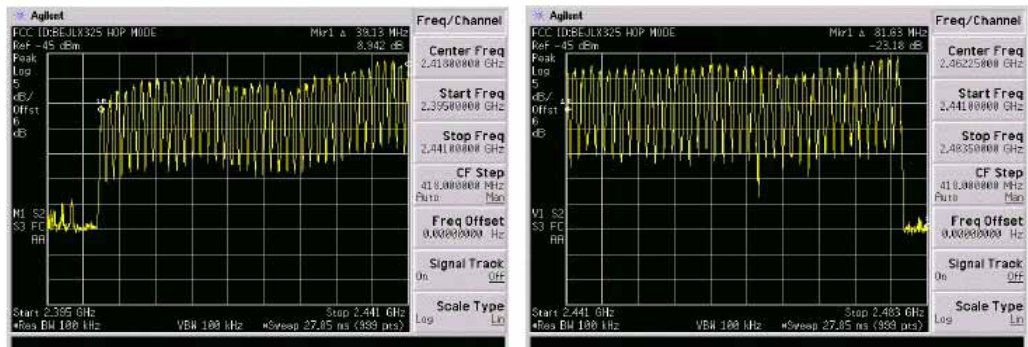 Agilent
FCC ID:BEJLX325 HOP MODE
Mkr1 Δ 39.13 MHz
Ref -45 dBm
8.942 dB
Peak
Log
5
dB/
Offst
6
dB
M1 S2
S3 FC
AA
Start 2.395 GHz
Stop 2.441 GHz
*Res BW 100 kHz
VBW 100 kHz
*Sweep 27.85 ms (999 pts)
Freq/Channel
Center Freq
2.41800000 GHz
Start Freq
2.39500000 GHz
Stop Freq
2.44100000 GHz
CF Step
418.000000 MHz
Auto Man
Freq Offset
0.00000000 Hz
Signal Track
On Off
Scale Type
Log Lin
Agilent
FCC ID:BEJLX325 HOP MODE
Mkr1 Δ 81.63 MHz
Ref -45 dBm
-23.18 dB
Peak
Log
5
dB/
Offst
6
dB
V1 S2
S3 FC
AA
Start 2.441 GHz
Stop 2.483 GHz
*Res BW 100 kHz
VBW 100 kHz
*Sweep 27.85 ms (999 pts)
Freq/Channel
Center Freq
2.46225000 GHz
Start Freq
2.44100000 GHz
Stop Freq
2.48350000 GHz
CF Step
418.000000 MHz
Auto Man
Freq Offset
0.00000000 Hz
Signal Track
On Off
Scale Type
Log Lin